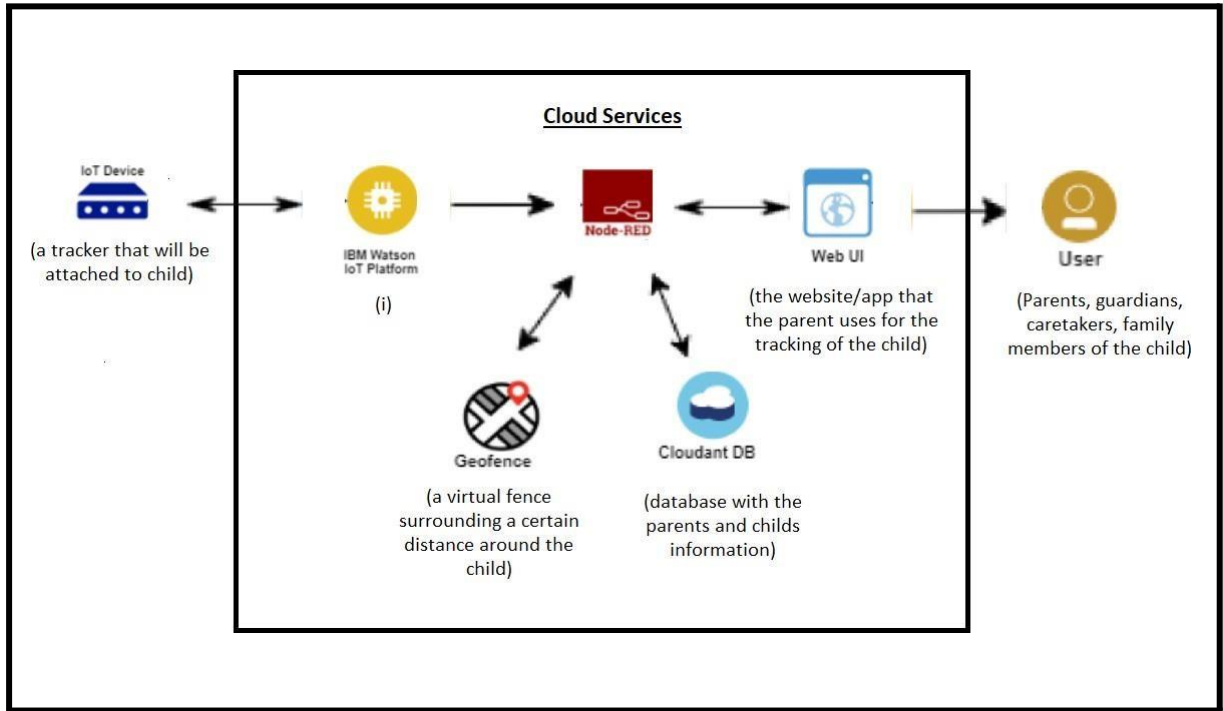 Cloud Services
IoT Device
(a tracker that will be
attached to child)
IBM Watson
IoT Platform
(i)
Node-RED
Web UI
(the website/app that
the parent uses for the
tracking of the child)
User
(Parents, guardians,
caretakers, family
members of the child)
Geofence
(a virtual fence
surrounding a certain
distance around the
child)
Cloudant DB
(database with the
parents and childs
information)